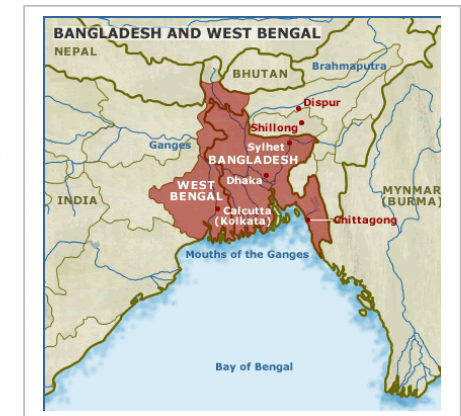 BANGLADESH AND WEST BENGAL
NEPAL
BHUTAN
Brahmaputra
Dispur
Shillong
Ganges
Sylhet
BANGLADESH
Dhaka
WEST
BENGAL
INDIA
MYNMAR
(BURMA)
Calcutta
(Kolkata)
Chittagong
Mouths of the Ganges
Bay of Bengal